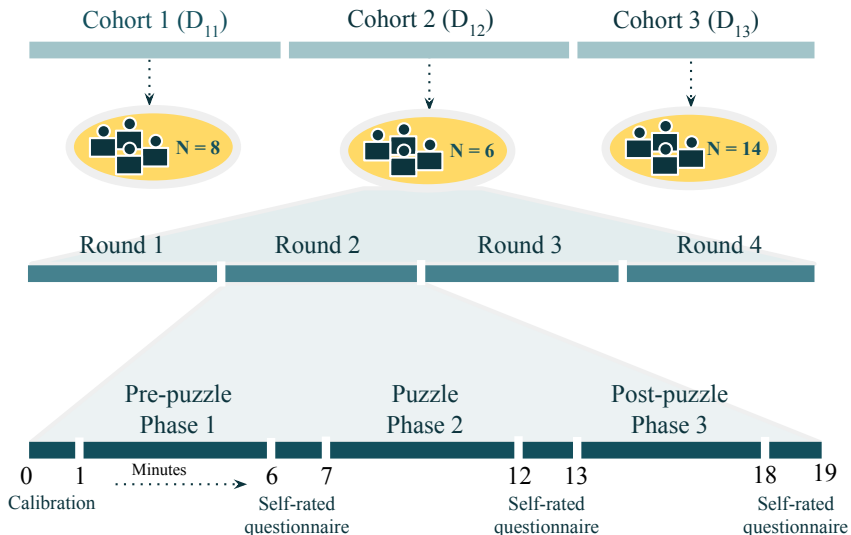 Cohort 1 (D₁₁) Cohort 2 (D₁₂) Cohort 3 (D₁₃)
N = 8 N = 6 N = 14
Round 1 Round 2 Round 3 Round 4
Pre-puzzle Puzzle Post-puzzle
Phase 1 Phase 2 Phase 3
0 1 Minutes 6 7 12 13 18 19
Calibration Self-rated Self-rated Self-rated
questionnaire questionnaire questionnaire